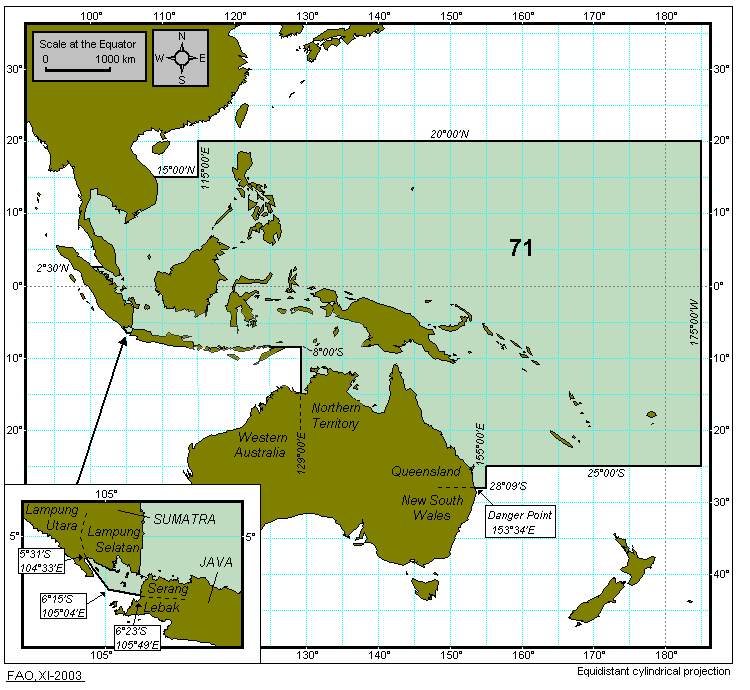 100° 110° 120° 130° 140° 150° 160° 170° 180°
Scale at the Equator
0 1000 km
N
W E
S
30° 30°
20° 20°
20°00'N
15°00'N
115°00'E
10° 10°
71
2°30'N
0° 0°
175°00'W
8°00'S
10° 10°
Northern
Territory
Western
Australia
129°00'E
155°00'E
20° 20°
Queensland
25°00'S
28°09'S
New South
Wales
30° 30°
Danger Point
153°34'E
40° 40°
105°
Lampung
Utara
SUMATRA
Lampung
Selatan
5° 5°
5°31'S
104°33'E
JAVA
Serang
Lebak
6°15'S
105°04'E
6°23'S
105°49'E
105°
130° 140° 150° 160° 170° 180°
FAO, XI-2003
Equidistant cylindrical projection